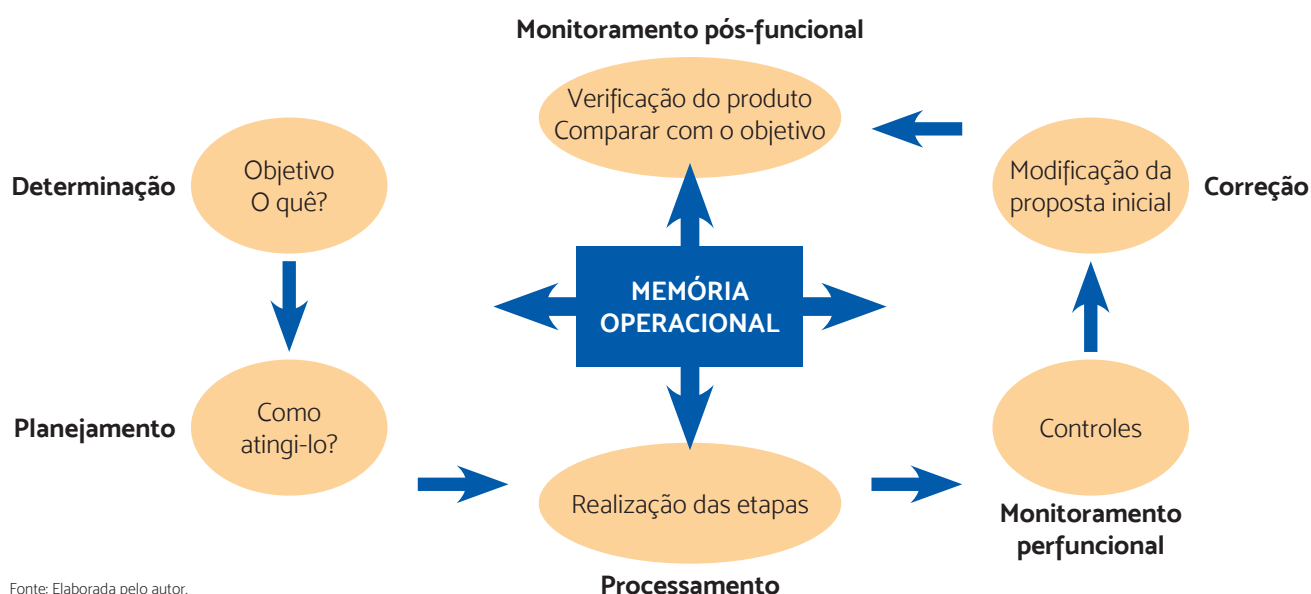 Monitoramento pós-funcional
Verificação do produto
Comparar com o objetivo
Determinação
Objetivo
O quê?
Modificação da
proposta inicial
Correção
MEMÓRIA
OPERACIONAL
Planejamento
Como
atingi-lo?
Controles
Realização das etapas
Monitoramento
perfuncional
Processamento
Fonte: Elaborada pelo autor.